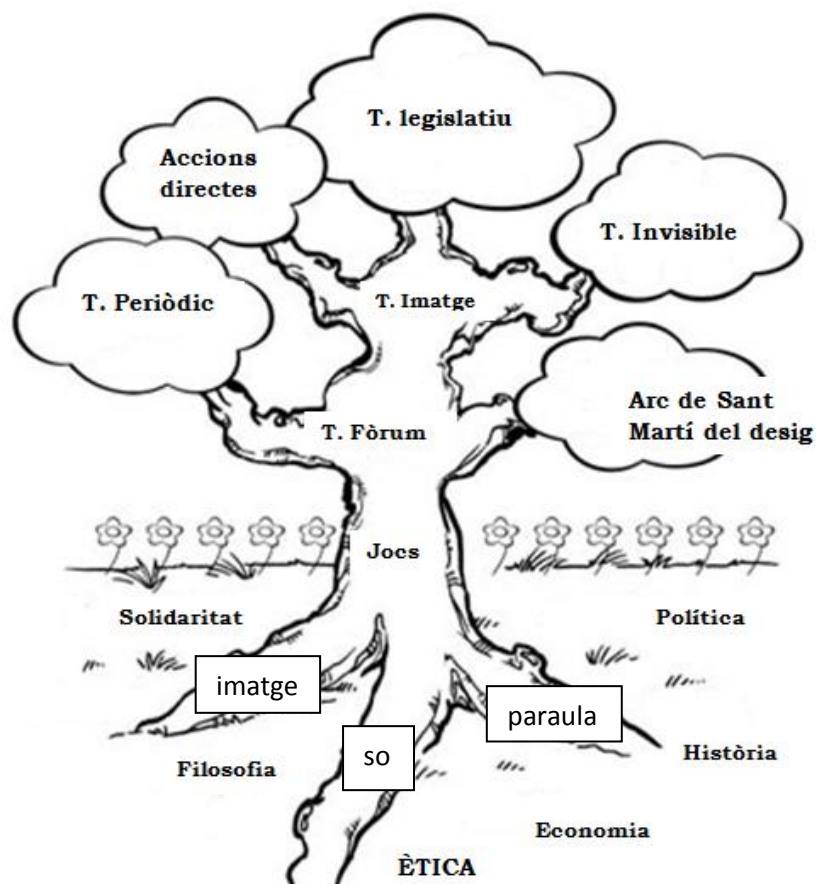 T. legislatiu
Accions
directes
T. Invisible
T. Periòdic
T. Imatge
Arc de Sant
Martí del desig
T. Fòrum
Jocs
Solidaritat
Política
imatge
paraula
so
Història
Filosofia
Economia
ÈTICA